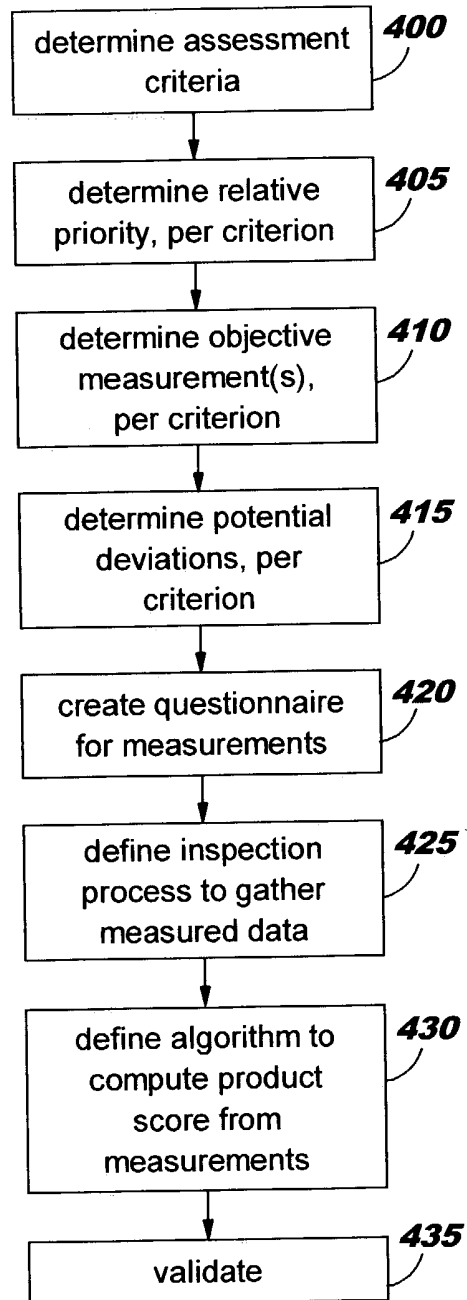 determine assessment
criteria
400
determine relative
priority, per criterion
405
determine objective
measurement(s),
per criterion
410
determine potential
deviations, per
criterion
415
create questionnaire
for measurements
420
define inspection
process to gather
measured data
425
define algorithm to
compute product
score from
measurements
430
validate
435